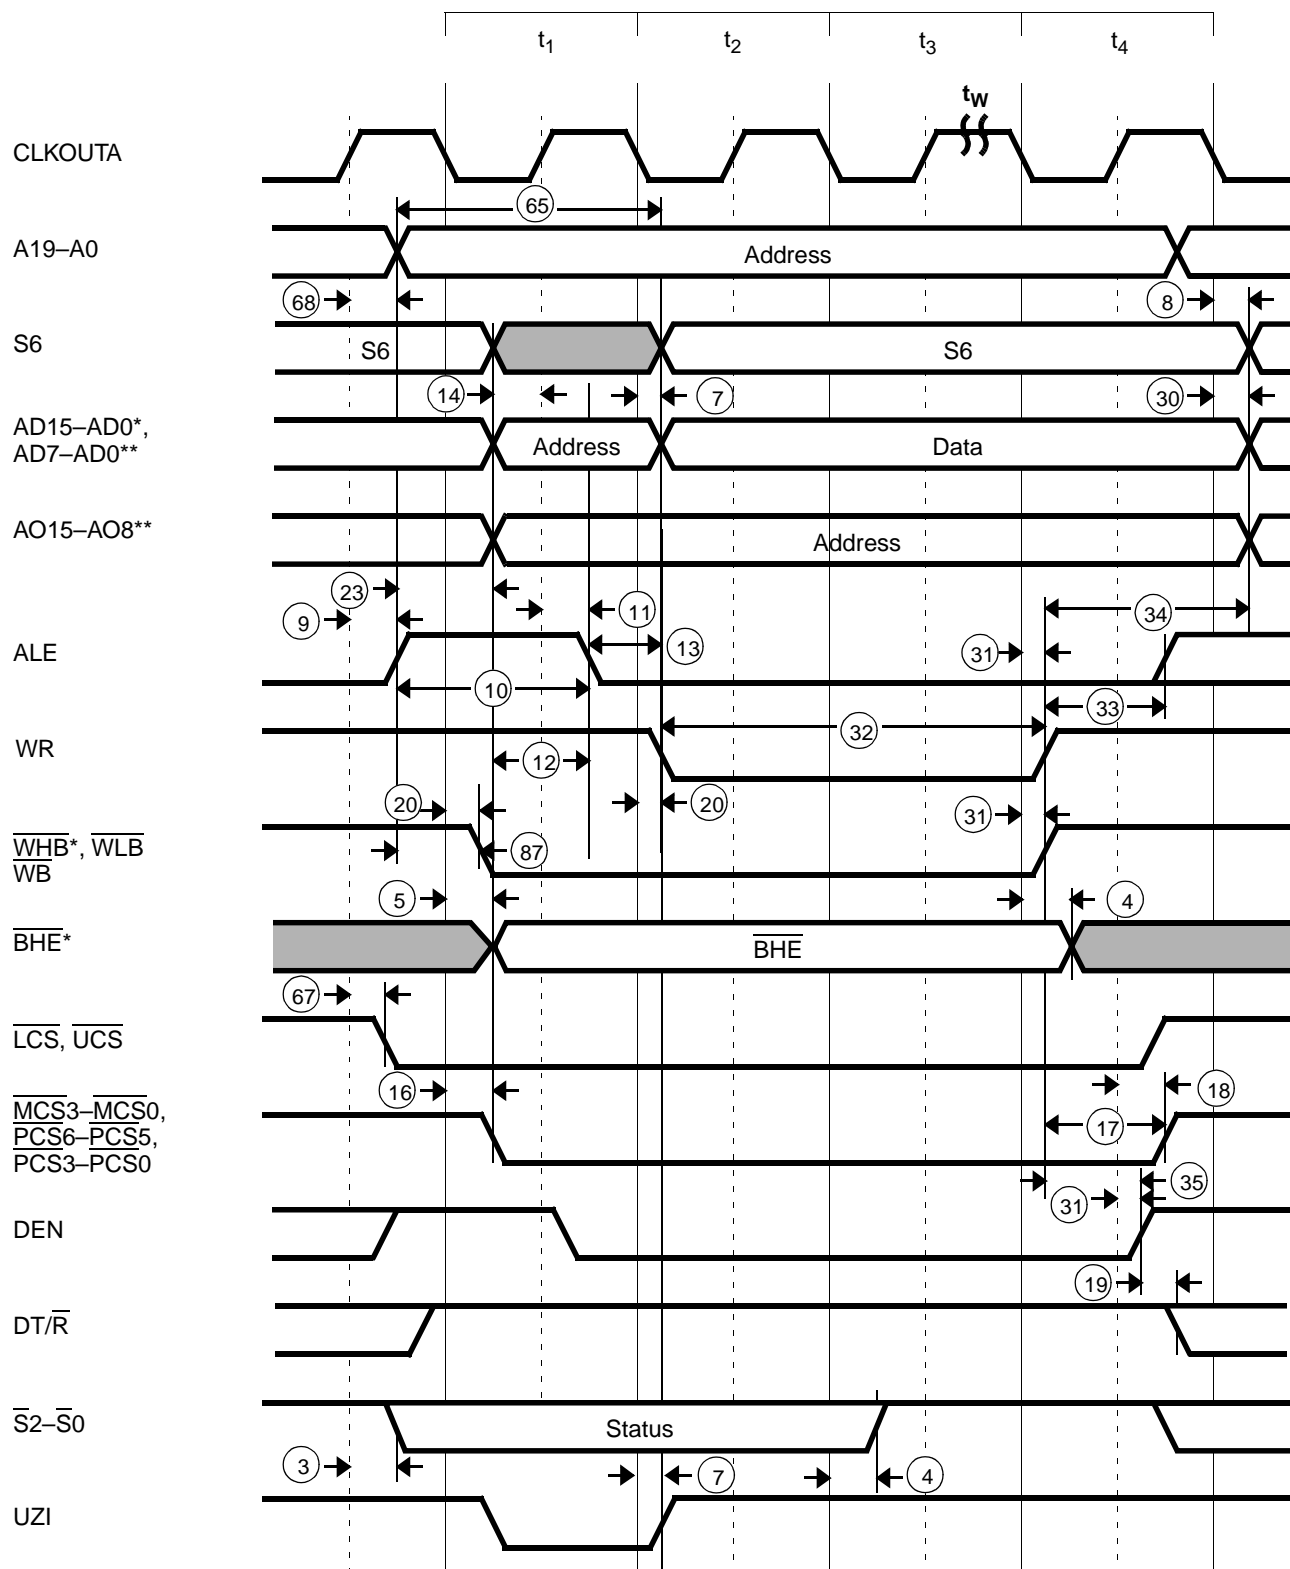 t1 t2 t3 t4
tW
CLKOUTA
65
A19–A0 Address
68 8
S6 S6 S6
14 7 30
AD15–AD0*,
AD7–AD0** Address Data
AO15–AO8** Address
23
9 11 34
ALE 13 31
10 33
WR 32
12
20 20 31
WHB*, WLB 87
WB
5 4
BHE* BHE
67
LCS, UCS
16 18
MCS3–MCS0,
PCS6–PCS5, 17
PCS3–PCS0
35
31
DEN
19
DT/R
S2–S0 Status
3 7 4
UZI